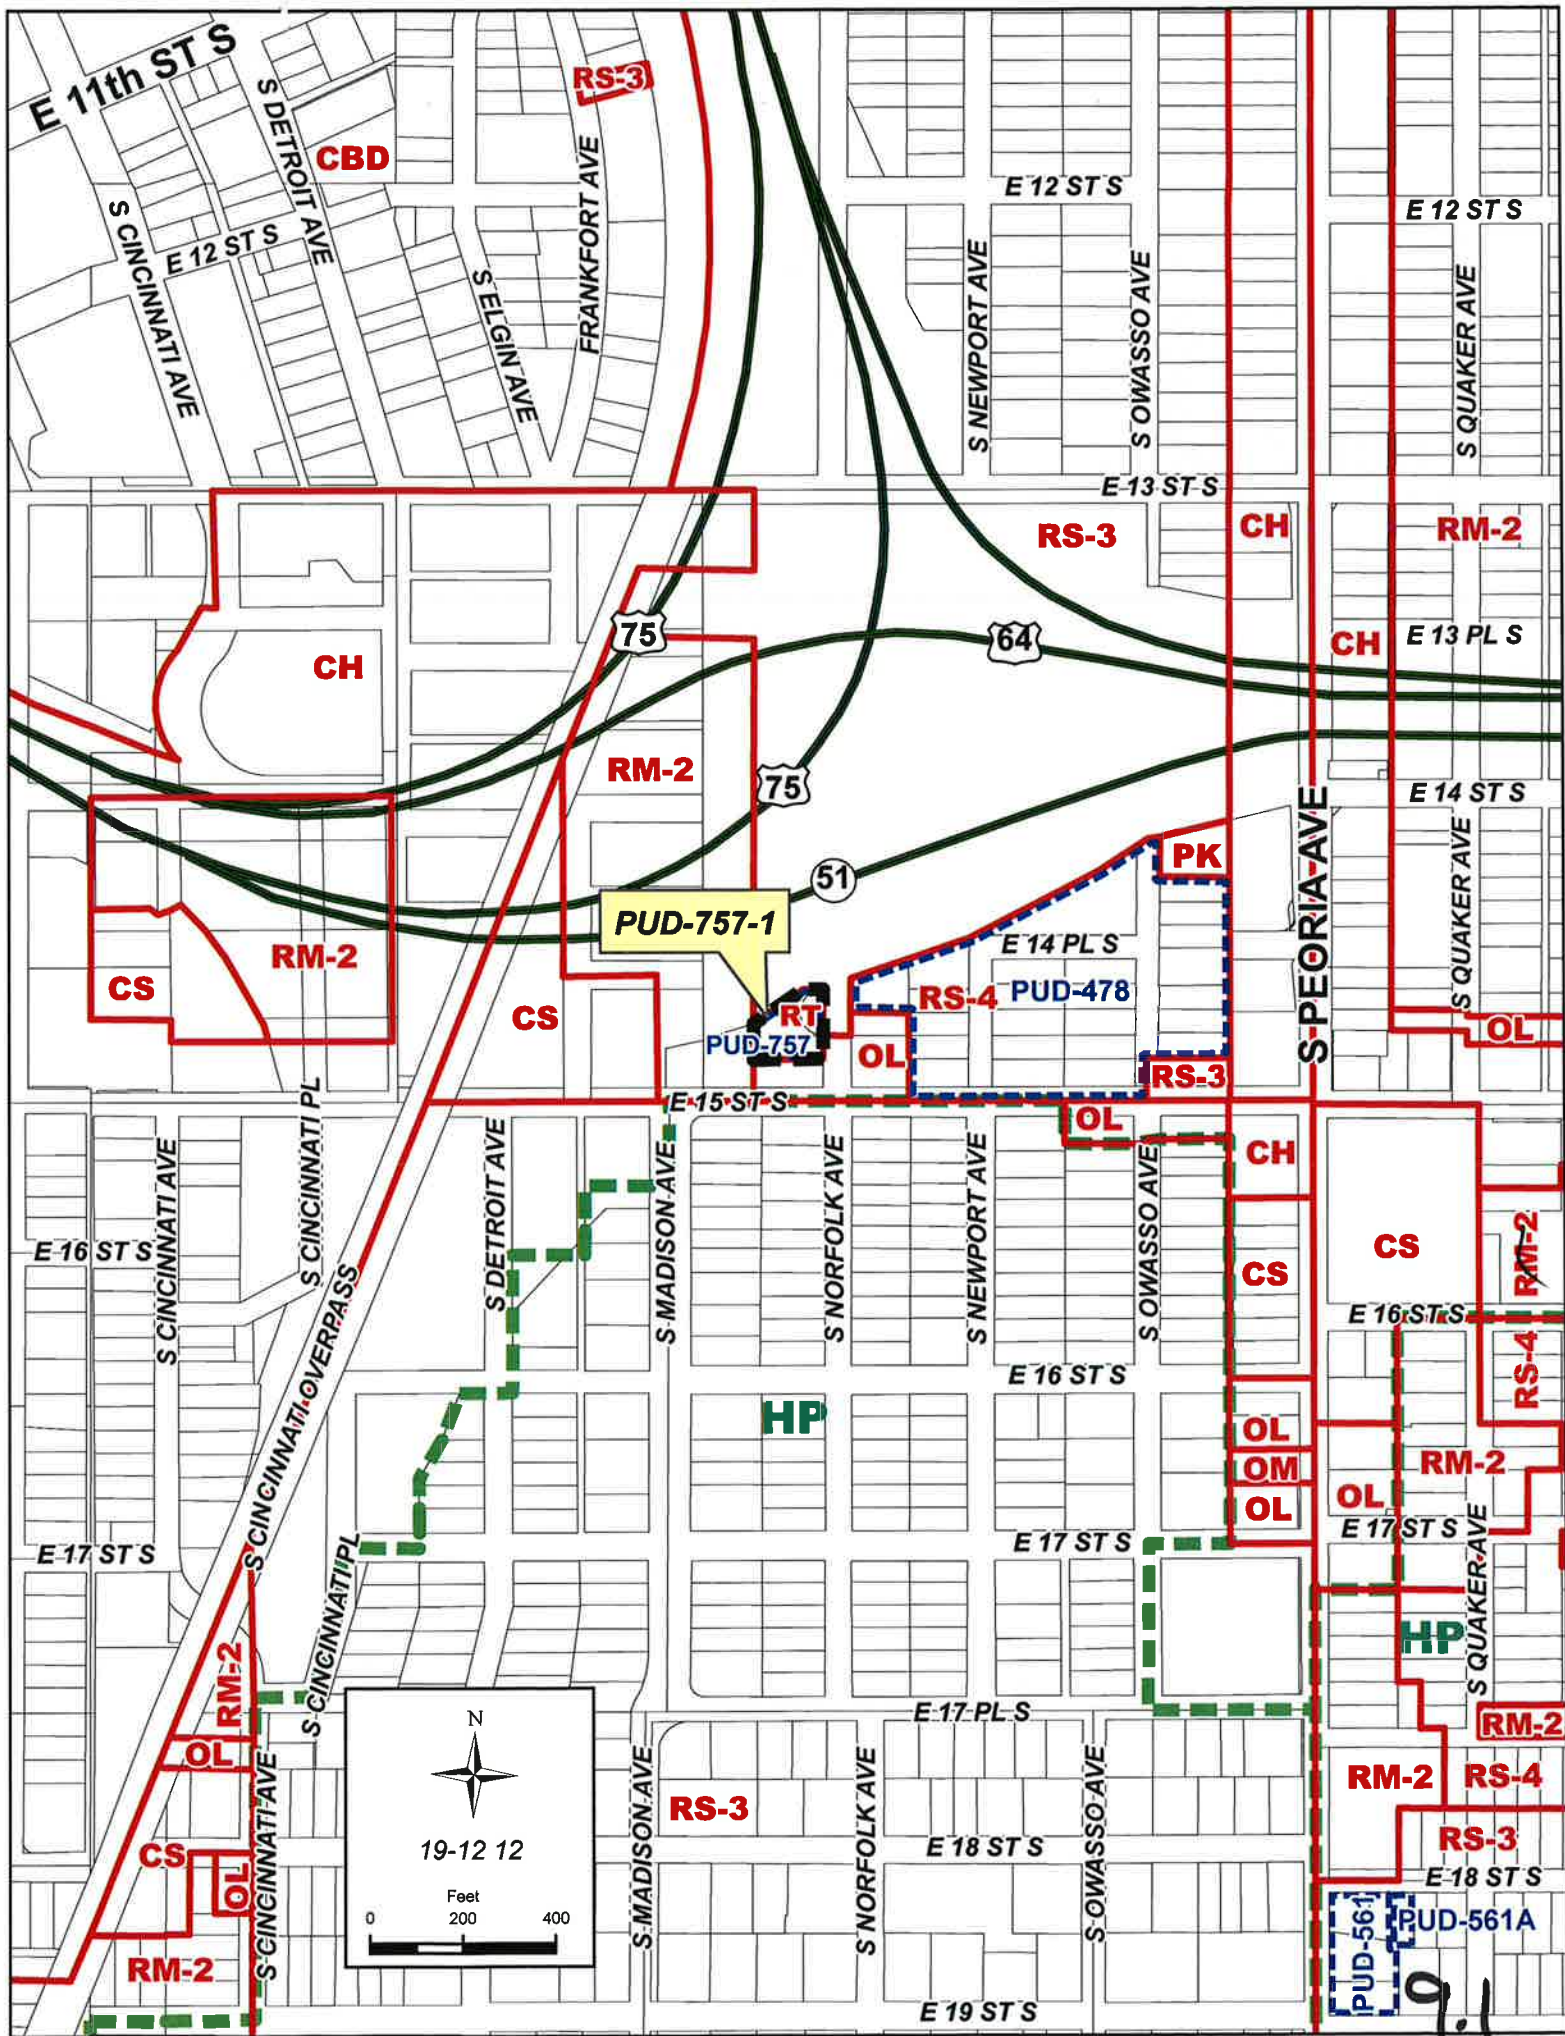 E 11th ST S
S DETROIT AVE
CBD
RS-3
FRANKFORT AVE
E 12 ST S
E 12 ST S
S CINCINNATI AVE
E 12 ST S
S ELGIN AVE
S NEWPORT AVE
S OWASSO AVE
S QUAKER AVE
E 13 ST S
RS-3
CH
RM-2
75
64
CH
E 13 PL S
CH
RM-2
75
E 14 ST S
S PEORIA AVE
S QUAKER AVE
PK
51
PUD-757-1
E 14 PL S
RM-2
CS
CS
RS-4
PUD-478
RT
PUD-757
OL
OL
RS-3
E 15 ST S
OL
CH
S CINCINNATI AVE
S CINCINNATI PL
S DETROIT AVE
S MADISON AVE
S NORFOLK AVE
S NEWPORT AVE
S OWASSO AVE
E 16 ST S
CS
CS
RM-2
E 16 ST S
RS-4
E 16 ST S
S CINCINNATI OVERPASS
HP
OL
OM
OL
OL
RM-2
E 17 ST S
E 17 ST S
E 17 ST S
S CINCINNATI PL
S QUAKER AVE
HP
RM-2
OL
E 17 PL S
RM-2
N
19-12 12
Feet
0 200 400
S CINCINNATI AVE
S MADISON AVE
RS-3
S NORFOLK AVE
S OWASSO AVE
RM-2
RS-4
RS-3
E 18 ST S
E 18 ST S
CS
OL
RM-2
PUD-561
PUD-561A
E 19 ST S
9.1